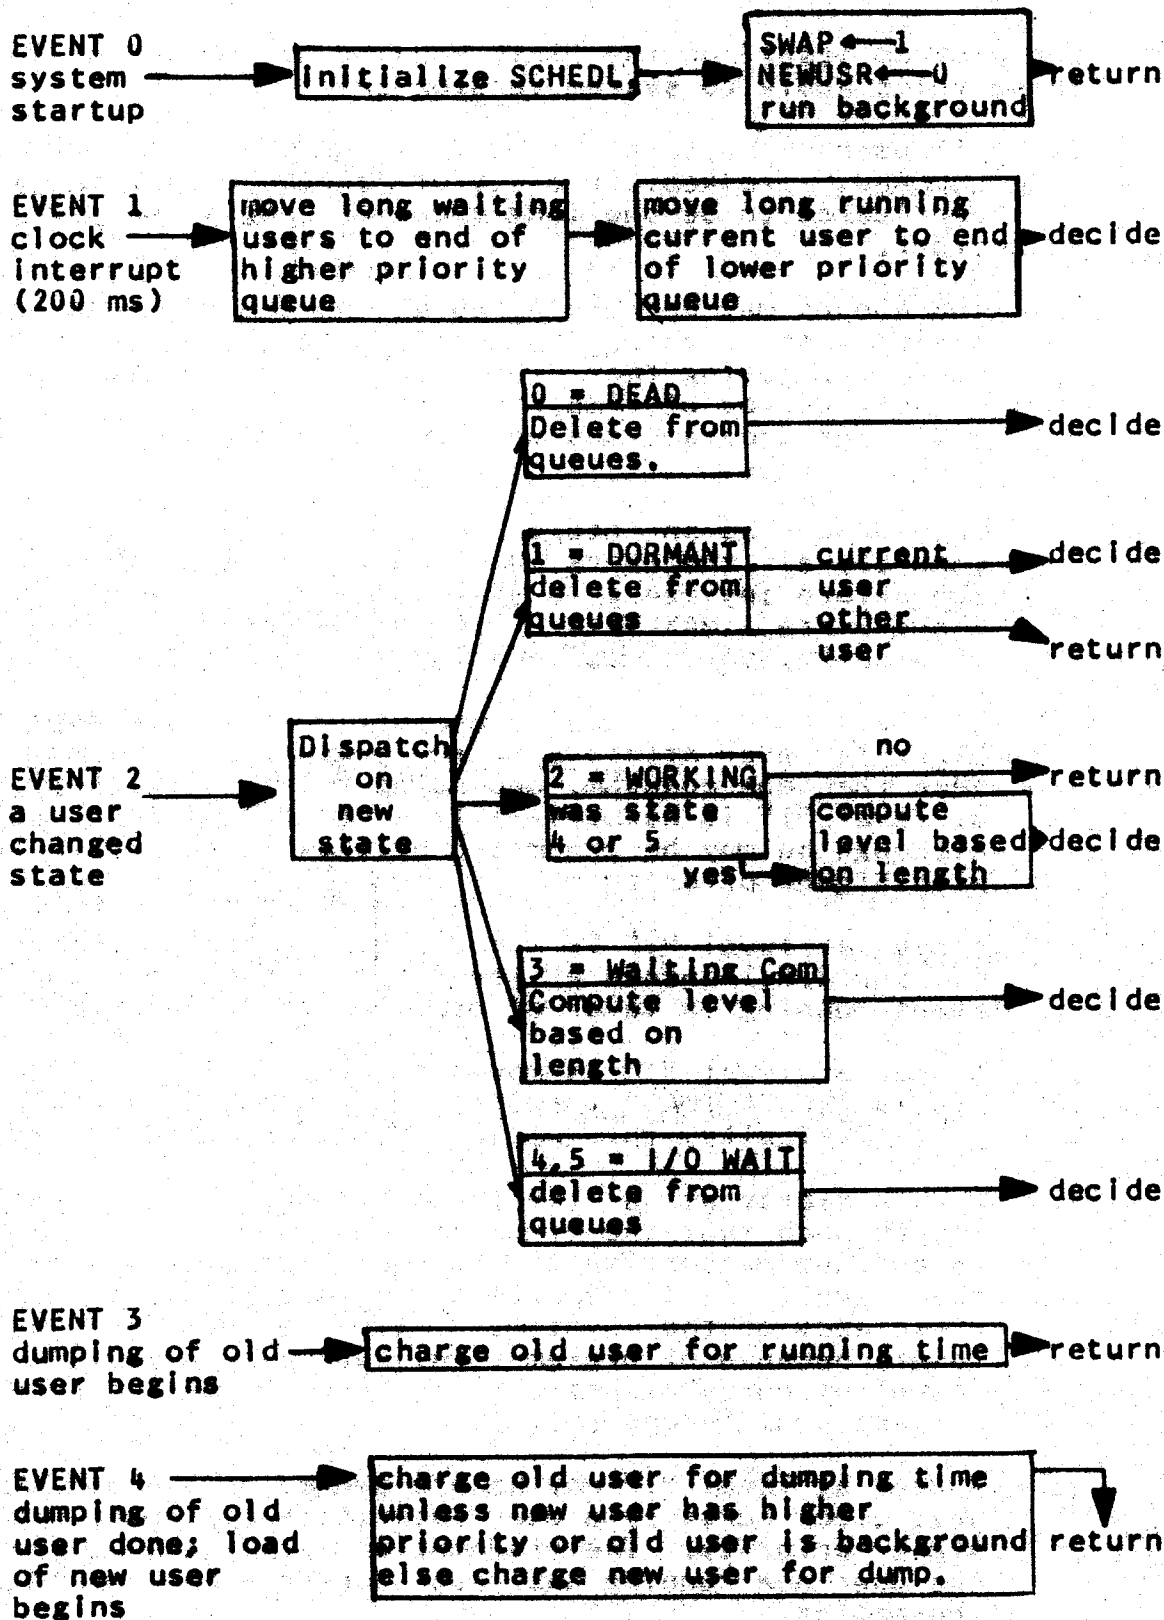 EVENT 0
system
startup
initialize SCHEDL.
SWAP ← 1
NEWUSR ← 0
run background
return
EVENT 1
clock
interrupt
(200 ms)
move long waiting
users to end of
higher priority
queue
move long running
current user to end
of lower priority
queue
decide
EVENT 2
a user
changed
state
Dispatch
on
new
state
0 = DEAD
Delete from
queues.
decide
1 = DORMANT
delete from
queues
current
user
decide
other
user
return
2 = WORKING
was state
4 or 5
no
return
yes
compute
level based
on length
decide
3 = Waiting Com
Compute level
based on
length
decide
4,5 = I/O WAIT
delete from
queues
decide
EVENT 3
dumping of old
user begins
charge old user for running time
return
EVENT 4
dumping of old
user done; load
of new user
begins
charge old user for dumping time
unless new user has higher
priority or old user is background
else charge new user for dump.
return